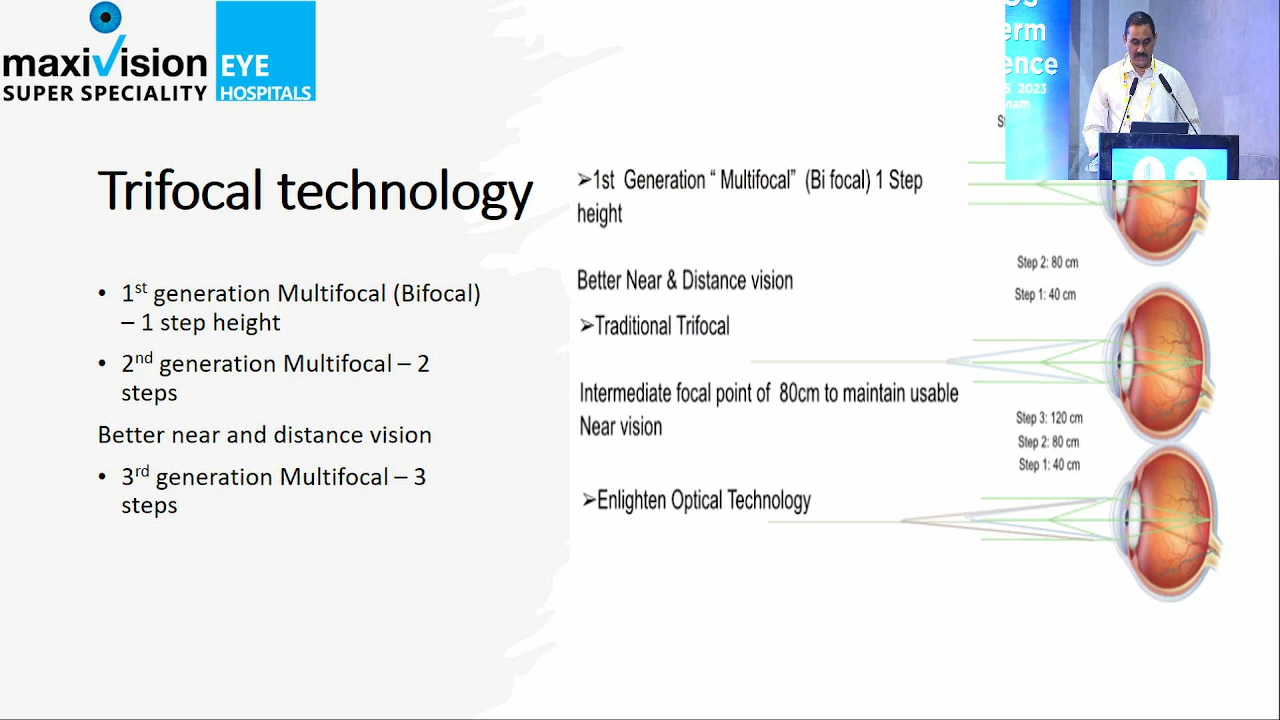 maxivision
SUPER SPECIALITY
EYE
HOSPITALS
erm
ence
2023
Trifocal technology
• 1st generation Multifocal (Bifocal)
– 1 step height
• 2nd generation Multifocal – 2
steps
Better near and distance vision
• 3rd generation Multifocal – 3
steps
➢1st Generation “ Multifocal” (Bi focal) 1 Step
height
Better Near & Distance vision
➢Traditional Trifocal
Intermediate focal point of 80cm to maintain usable
Near vision
➢Enlighten Optical Technology
Step 2: 80 cm
Step 1: 40 cm
Step 3: 120 cm
Step 2: 80 cm
Step 1: 40 cm